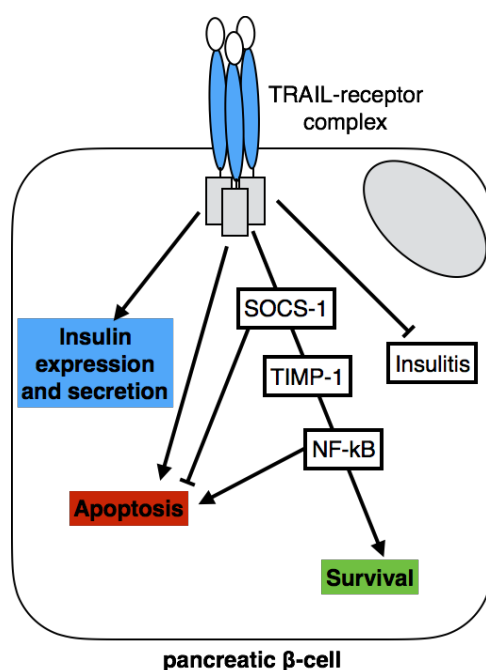 TRAIL-receptor
complex
SOCS-1
Insulin
expression
and secretion
Insulitis
TIMP-1
NF-kB
Apoptosis
Survival
pancreatic β-cell